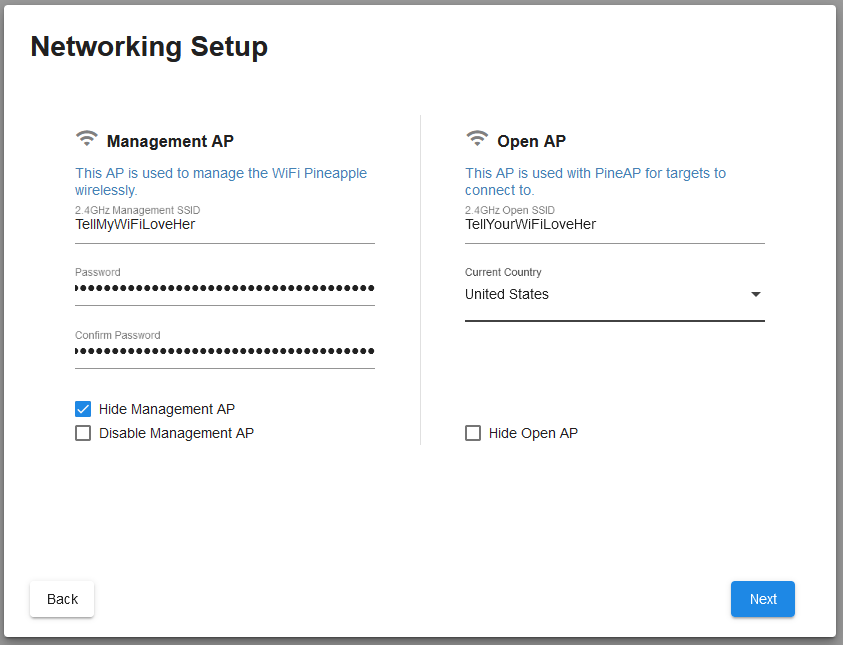 Networking Setup
Management AP
This AP is used to manage the WiFi Pineapple
wirelessly.
2.4GHz Management SSID
TellMyWiFiLoveHer
Password
Confirm Password
Hide Management AP
Disable Management AP
Open AP
This AP is used with PineAP for targets to
connect to.
2.4GHz Open SSID
TellYourWiFiLoveHer
Current Country
United States
Hide Open AP
Back
Next